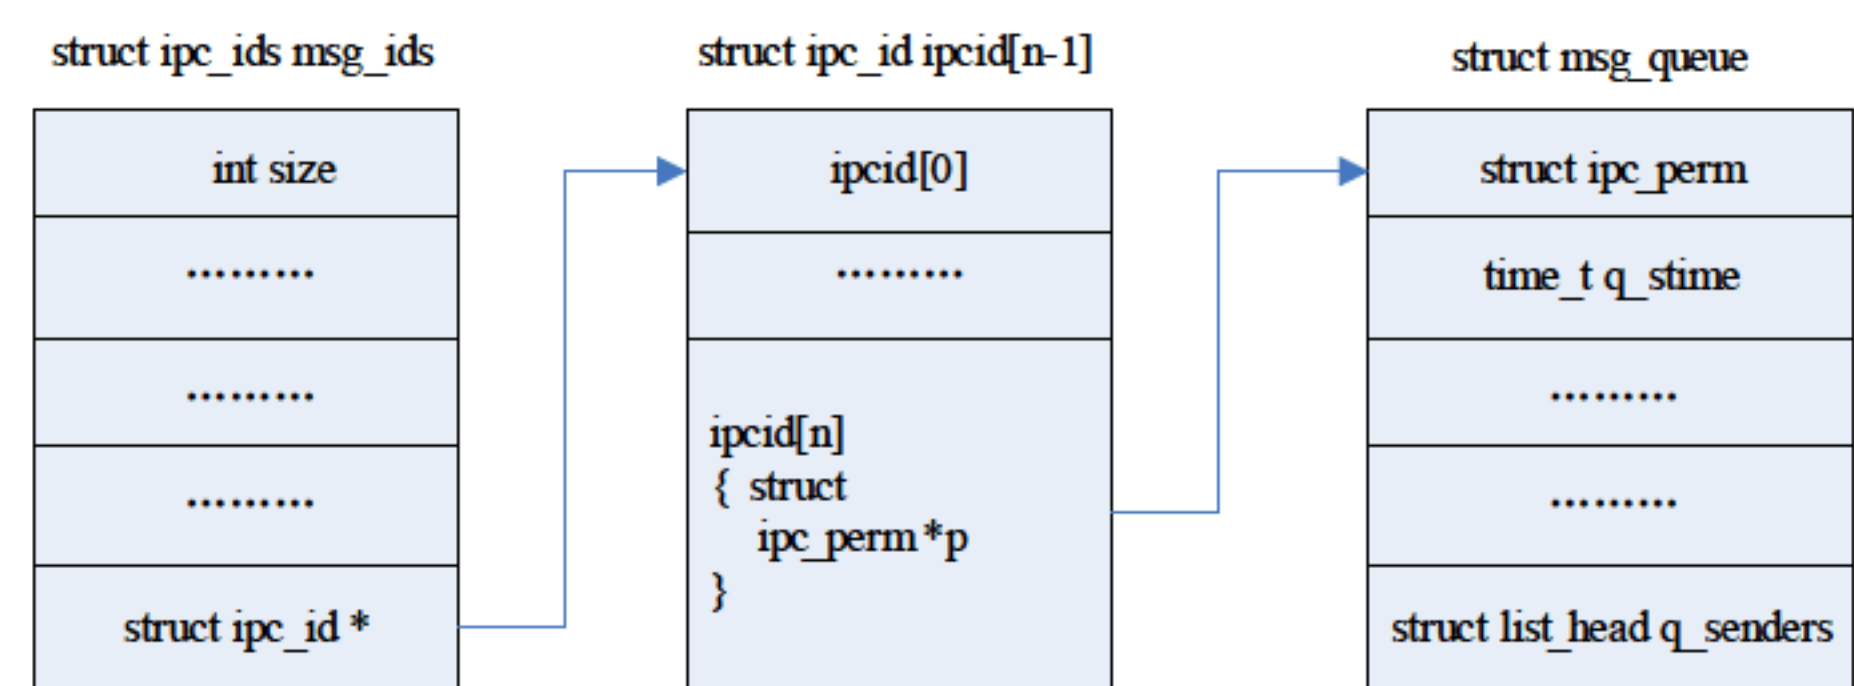 struct ipc_ids msg_ids
int size
.........
.........
.........
struct ipc_id *
struct ipc_id ipcid[n-1]
ipcid[0]
.........
ipcid[n]
{ struct
ipc_perm *p
}
struct msg_queue
struct ipc_perm
time_t q_stime
.........
.........
struct list_head q_senders